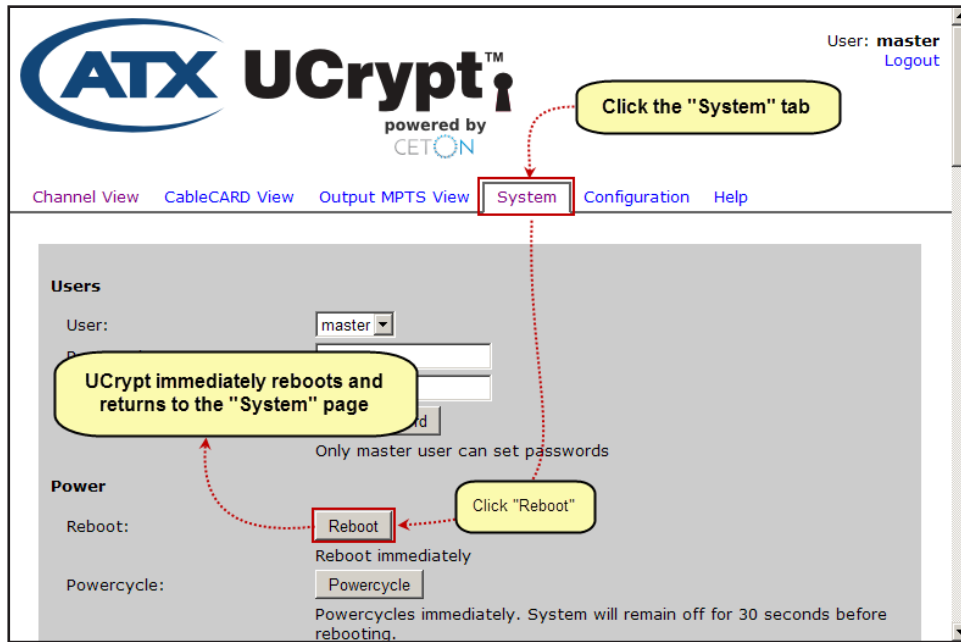 ATX UCrypt™
powered by
CETON
User: master
Logout
Click the "System" tab
Channel View CableCARD View Output MPTS View System Configuration Help
Users
User: master
UCrypt immediately reboots and
returns to the "System" page
Only master user can set passwords
Power
Click "Reboot"
Reboot: Reboot
Reboot immediately
Powercycle: Powercycle
Powercycles immediately. System will remain off for 30 seconds before
rebooting.